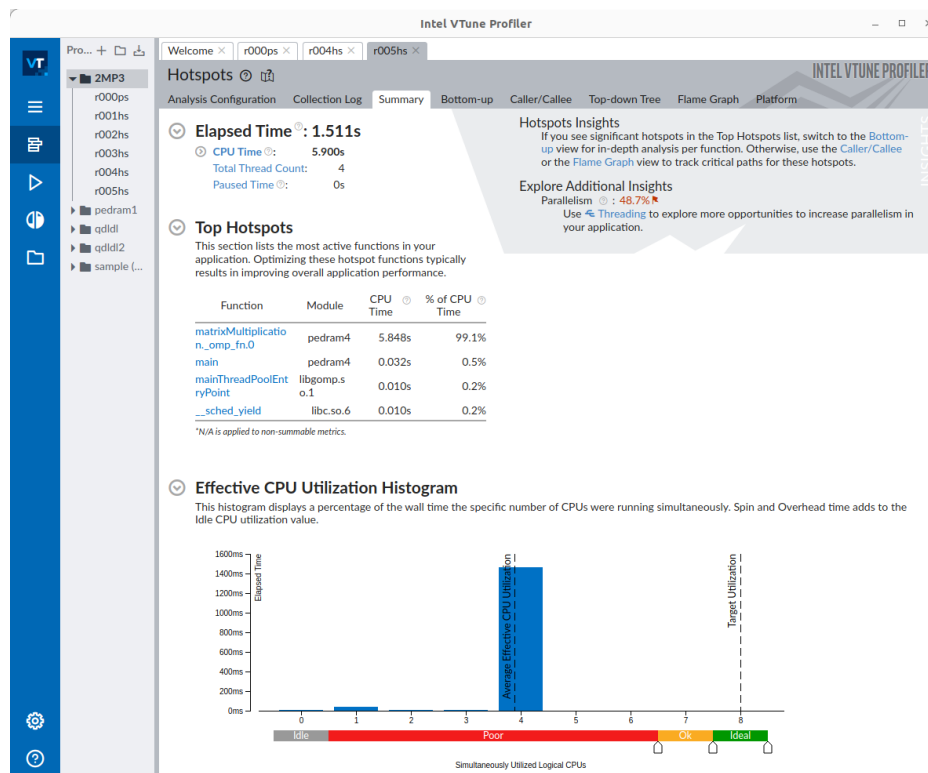 Intel VTune Profiler
VT
Pro...
2MP3
r000ps
r001hs
r002hs
r003hs
r004hs
r005hs
pedram1
qdldl
qdldl2
sample (...
Welcome × r000ps × r004hs × r005hs ×
Hotspots
INTEL VTUNE PROFILER
Analysis Configuration Collection Log Summary Bottom-up Caller/Callee Top-down Tree Flame Graph Platform
INSIGHTS
Elapsed Time : 1.511s
CPU Time : 5.900s
Total Thread Count: 4
Paused Time : 0s
Hotspots Insights
If you see significant hotspots in the Top Hotspots list, switch to the Bottom-
up view for in-depth analysis per function. Otherwise, use the Caller/Callee
or the Flame Graph view to track critical paths for these hotspots.
Explore Additional Insights
Parallelism : 48.7%
Use Threading to explore more opportunities to increase parallelism in
your application.
Top Hotspots
This section lists the most active functions in your
application. Optimizing these hotspot functions typically
results in improving overall application performance.
Function Module CPU Time % of CPU Time
matrixMultiplicatio
n._omp_fn.0 pedram4 5.848s 99.1%
main pedram4 0.032s 0.5%
mainThreadPoolEnt libgomp.s
ryPoint o.1 0.010s 0.2%
__sched_yield libc.so.6 0.010s 0.2%
*N/A is applied to non-summable metrics.
Effective CPU Utilization Histogram
This histogram displays a percentage of the wall time the specific number of CPUs were running simultaneously. Spin and Overhead time adds to the
Idle CPU utilization value.
1600ms
1400ms
1200ms
1000ms
800ms
600ms
400ms
200ms
0ms
Elapsed Time
Average Effective CPU Utilization
Target Utilization
0 1 2 3 4 5 6 7 8
Idle Poor Ok Ideal
Simultaneously Utilized Logical CPUs